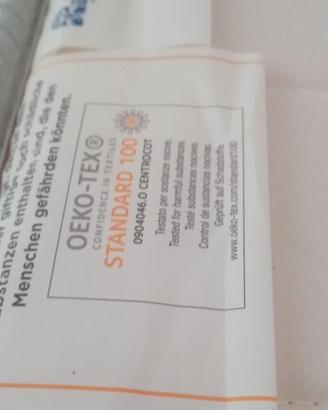 substanzen enthalten sind, die den
Menschen gefährden könnten.
OEKO-TEX®
CONFIDENCE IN TEXTILES
STANDARD 100
0904046.0 CENTROCOT
Testato per sostanze nocive.
Tested for harmful substances.
Testé substances nocives.
Control de sustancias nocivas.
Geprüft auf Schadstoffe.
www.oeko-tex.com/standard100